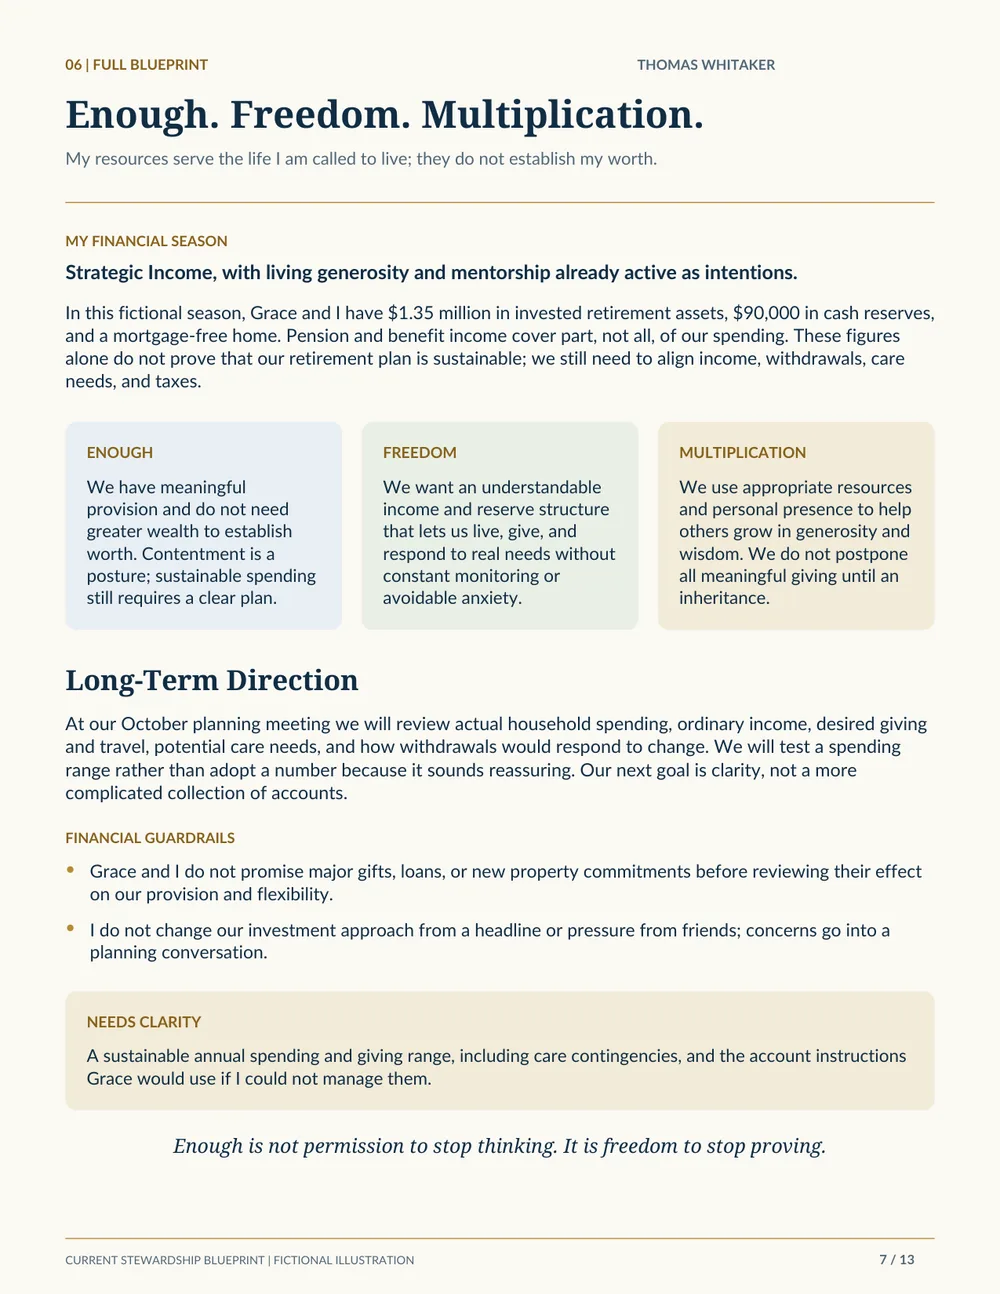 06 | FULL BLUEPRINT
THOMAS WHITAKER
Enough. Freedom. Multiplication.
My resources serve the life I am called to live; they do not establish my worth.
MY FINANCIAL SEASON
Strategic Income, with living generosity and mentorship already active as intentions.
In this fictional season, Grace and I have $1.35 million in invested retirement assets, $90,000 in cash reserves,
and a mortgage-free home. Pension and benefit income cover part, not all, of our spending. These figures
alone do not prove that our retirement plan is sustainable; we still need to align income, withdrawals, care
needs, and taxes.
ENOUGH
We have meaningful
provision and do not need
greater wealth to establish
worth. Contentment is a
posture; sustainable spending
still requires a clear plan.
FREEDOM
We want an understandable
income and reserve structure
that lets us live, give, and
respond to real needs without
constant monitoring or
avoidable anxiety.
MULTIPLICATION
We use appropriate resources
and personal presence to help
others grow in generosity and
wisdom. We do not postpone
all meaningful giving until an
inheritance.
Long-Term Direction
At our October planning meeting we will review actual household spending, ordinary income, desired giving
and travel, potential care needs, and how withdrawals would respond to change. We will test a spending
range rather than adopt a number because it sounds reassuring. Our next goal is clarity, not a more
complicated collection of accounts.
FINANCIAL GUARDRAILS
• Grace and I do not promise major gifts, loans, or new property commitments before reviewing their effect
on our provision and flexibility.
• I do not change our investment approach from a headline or pressure from friends; concerns go into a
planning conversation.
NEEDS CLARITY
A sustainable annual spending and giving range, including care contingencies, and the account instructions
Grace would use if I could not manage them.
Enough is not permission to stop thinking. It is freedom to stop proving.
CURRENT STEWARDSHIP BLUEPRINT | FICTIONAL ILLUSTRATION
7 / 13